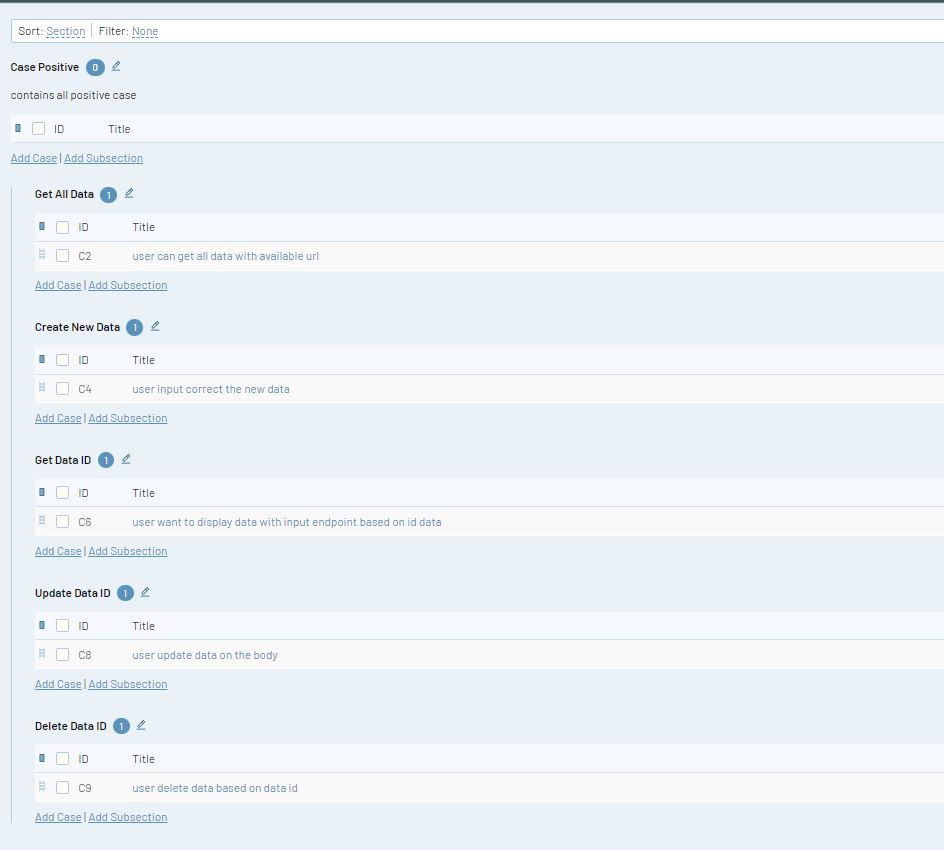 Sort: Section Filter: None
Case Positive 0
contains all positive case
ID Title
Add Case | Add Subsection
Get All Data 1
ID Title
C2 user can get all data with available url
Add Case | Add Subsection
Create New Data 1
ID Title
C4 user input correct the new data
Add Case | Add Subsection
Get Data ID 1
ID Title
C6 user want to display data with input endpoint based on id data
Add Case | Add Subsection
Update Data ID 1
ID Title
C8 user update data on the body
Add Case | Add Subsection
Delete Data ID 1
ID Title
C9 user delete data based on data id
Add Case | Add Subsection